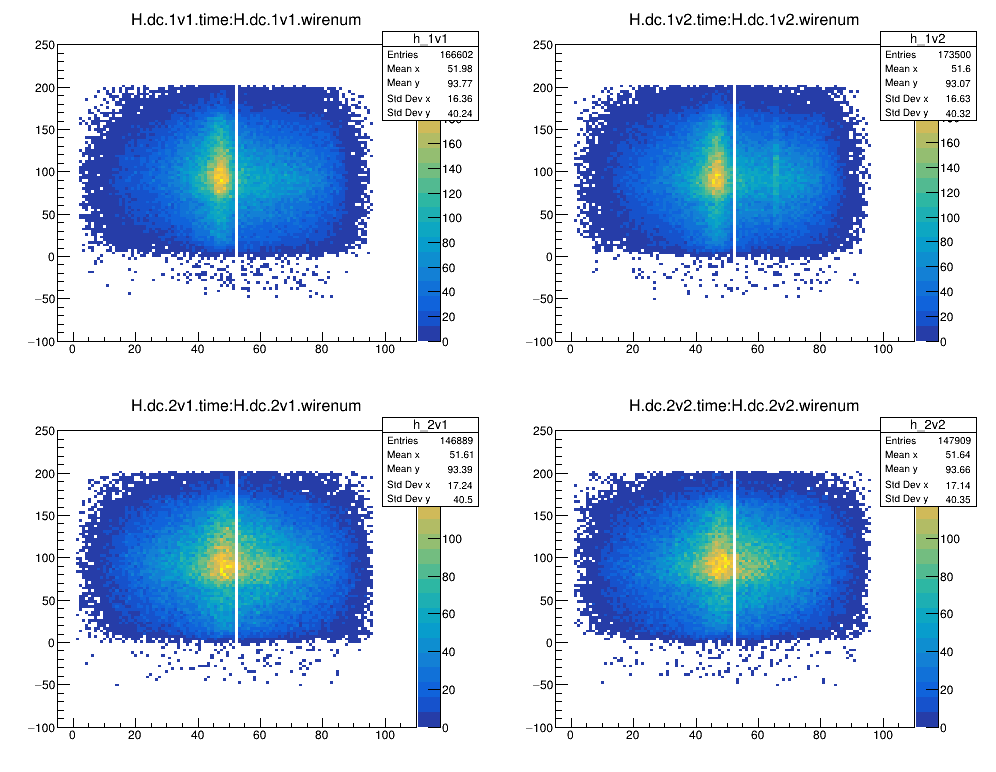 H.dc.1v1.time:H.dc.1v1.wirenum
h_1v1
Entries 166602
Mean x 51.98
Mean y 93.77
Std Dev x 16.36
Std Dev y 40.24
250
200
150
100
50
0
−50
−100
0 20 40 60 80 100
160
140
120
100
80
60
40
20
0
H.dc.1v2.time:H.dc.1v2.wirenum
h_1v2
Entries 173500
Mean x 51.6
Mean y 93.07
Std Dev x 16.63
Std Dev y 40.32
250
200
150
100
50
0
−50
−100
0 20 40 60 80 100
160
140
120
100
80
60
40
20
0
H.dc.2v1.time:H.dc.2v1.wirenum
h_2v1
Entries 146889
Mean x 51.61
Mean y 93.39
Std Dev x 17.24
Std Dev y 40.5
250
200
150
100
50
0
−50
−100
0 20 40 60 80 100
100
80
60
40
20
0
H.dc.2v2.time:H.dc.2v2.wirenum
h_2v2
Entries 147909
Mean x 51.64
Mean y 93.66
Std Dev x 17.14
Std Dev y 40.35
250
200
150
100
50
0
−50
−100
0 20 40 60 80 100
100
80
60
40
20
0